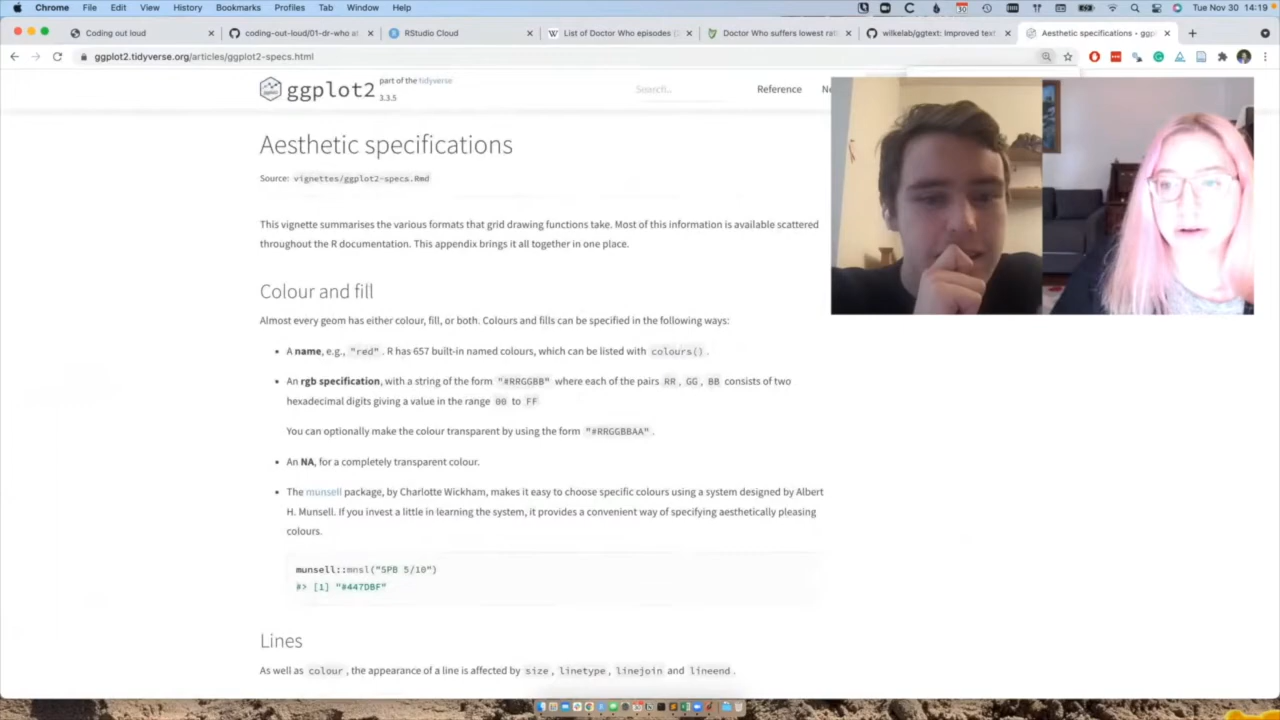 Chrome File Edit View History Bookmarks Profiles Tab Window Help 30 Tue Nov 30 14:19
Coding out loud coding-out-loud/01-dr-who at RStudio Cloud List of Doctor Who episodes ( Doctor Who suffers lowest rat wilkelab/ggtext: Improved text Aesthetic specifications • ggp
ggplot2.tidyverse.org/articles/ggplot2-specs.html
ggplot2 part of the tidyverse
3.3.5
Search... Reference Ne
Aesthetic specifications
Source: vignettes/ggplot2-specs.Rmd
This vignette summarises the various formats that grid drawing functions take. Most of this information is available scattered
throughout the R documentation. This appendix brings it all together in one place.
Colour and fill
Almost every geom has either colour, fill, or both. Colours and fills can be specified in the following ways:
• A name, e.g., "red". R has 657 built-in named colours, which can be listed with colours().
• An rgb specification, with a string of the form "#RRGGBB" where each of the pairs RR, GG, BB consists of two
hexadecimal digits giving a value in the range 00 to FF
You can optionally make the colour transparent by using the form "#RRGGBBAA".
• An NA, for a completely transparent colour.
• The munsell package, by Charlotte Wickham, makes it easy to choose specific colours using a system designed by Albert
H. Munsell. If you invest a little in learning the system, it provides a convenient way of specifying aesthetically pleasing
colours.
munsell::mnsl("5PB 5/10")
#> [1] "#447DBF"
Lines
As well as colour, the appearance of a line is affected by size, linetype, linejoin and lineend.